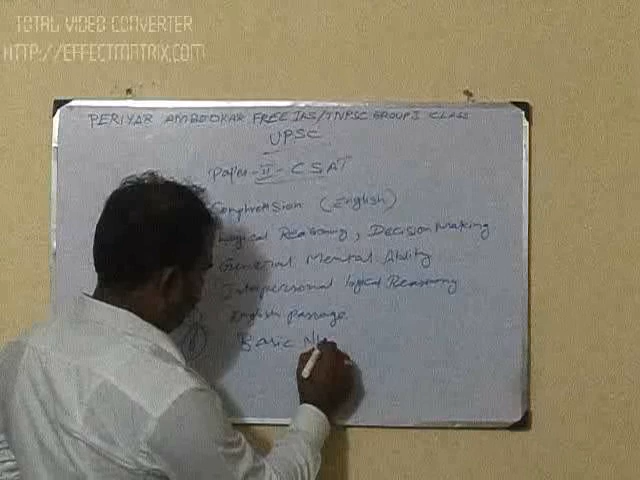 TOTAL VIDEO CONVERTER
HTTP://EFFECTMATRIX.COM
PERIYAR AMBEDKAR FREE IAS/TNPSC GROUP I CLASS
UPSC
Paper-II-CSAT
Comprehension (English)
Logical Reasoning, Decision Making
General Mental Ability
Interpersonal logical Reasoning
English passage
Basic Nu